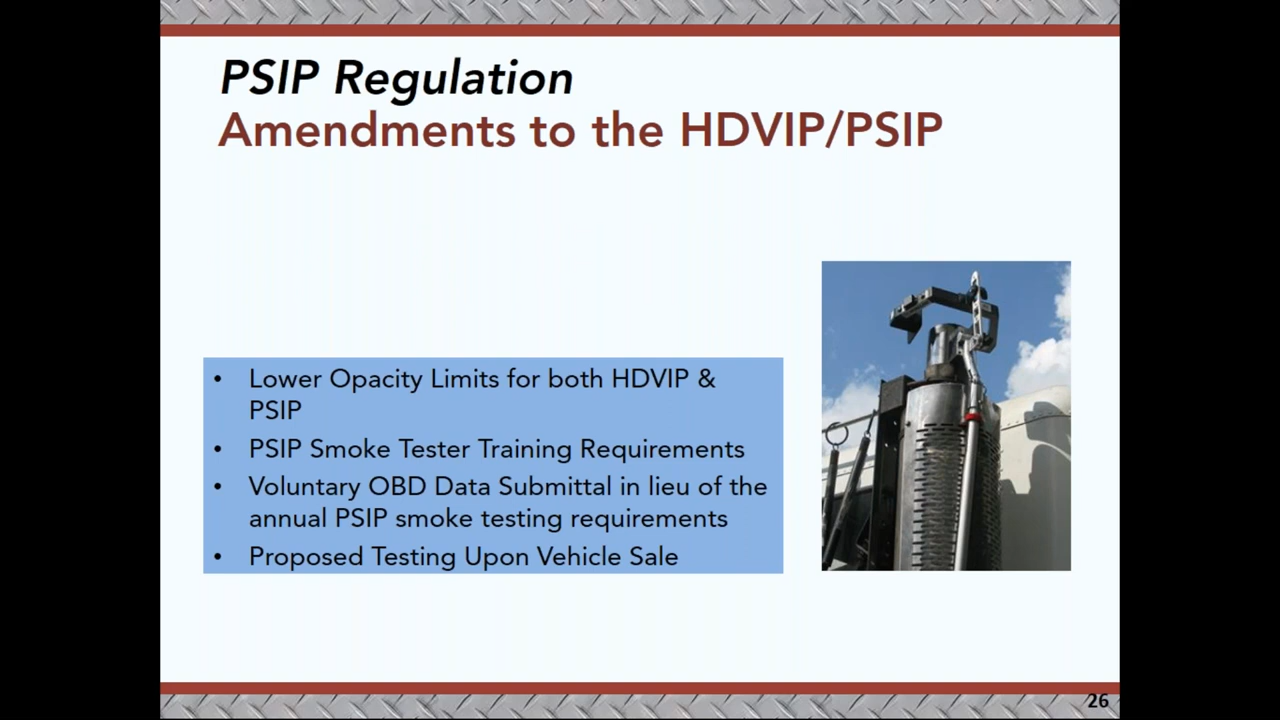 PSIP Regulation
Amendments to the HDVIP/PSIP
• Lower Opacity Limits for both HDVIP &
PSIP
• PSIP Smoke Tester Training Requirements
• Voluntary OBD Data Submittal in lieu of the
annual PSIP smoke testing requirements
• Proposed Testing Upon Vehicle Sale
26